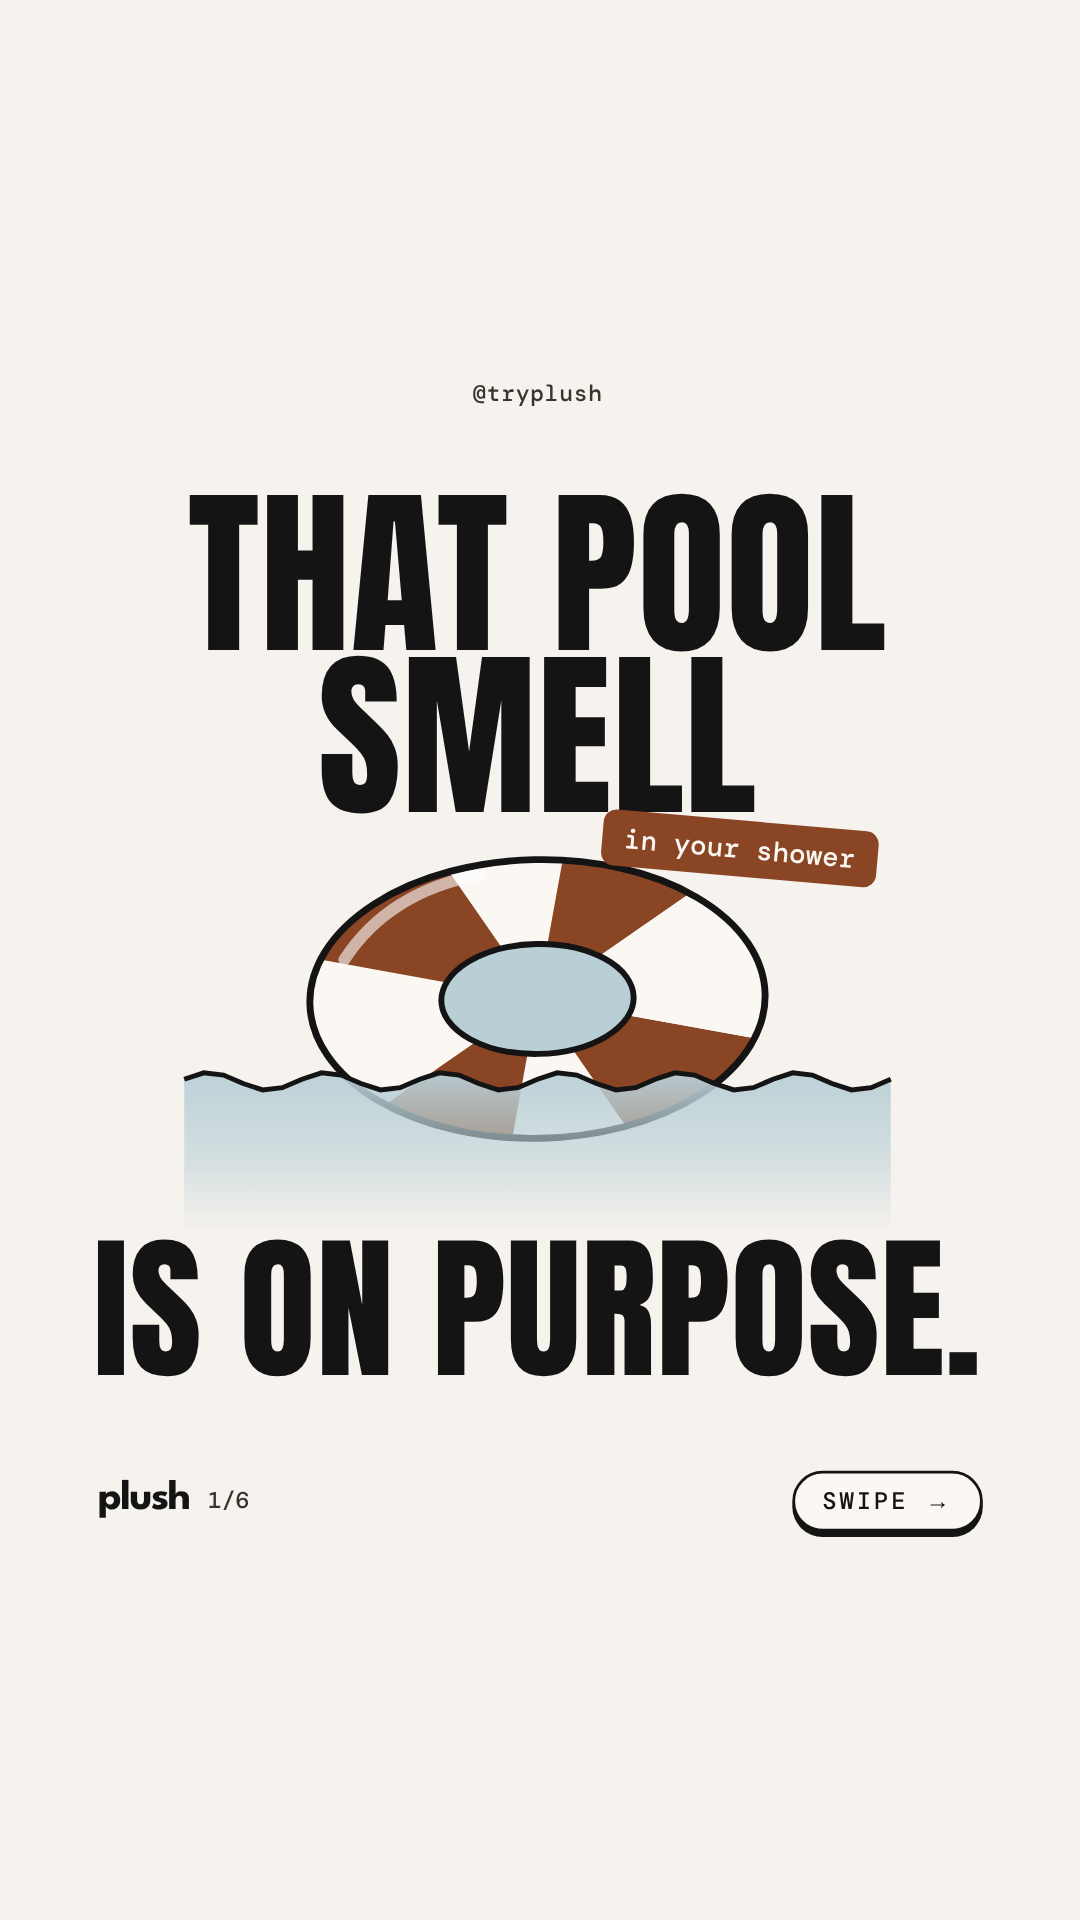 @tryplush
THAT POOL
SMELL
in your shower
IS ON PURPOSE.
plush 1/6
SWIPE →